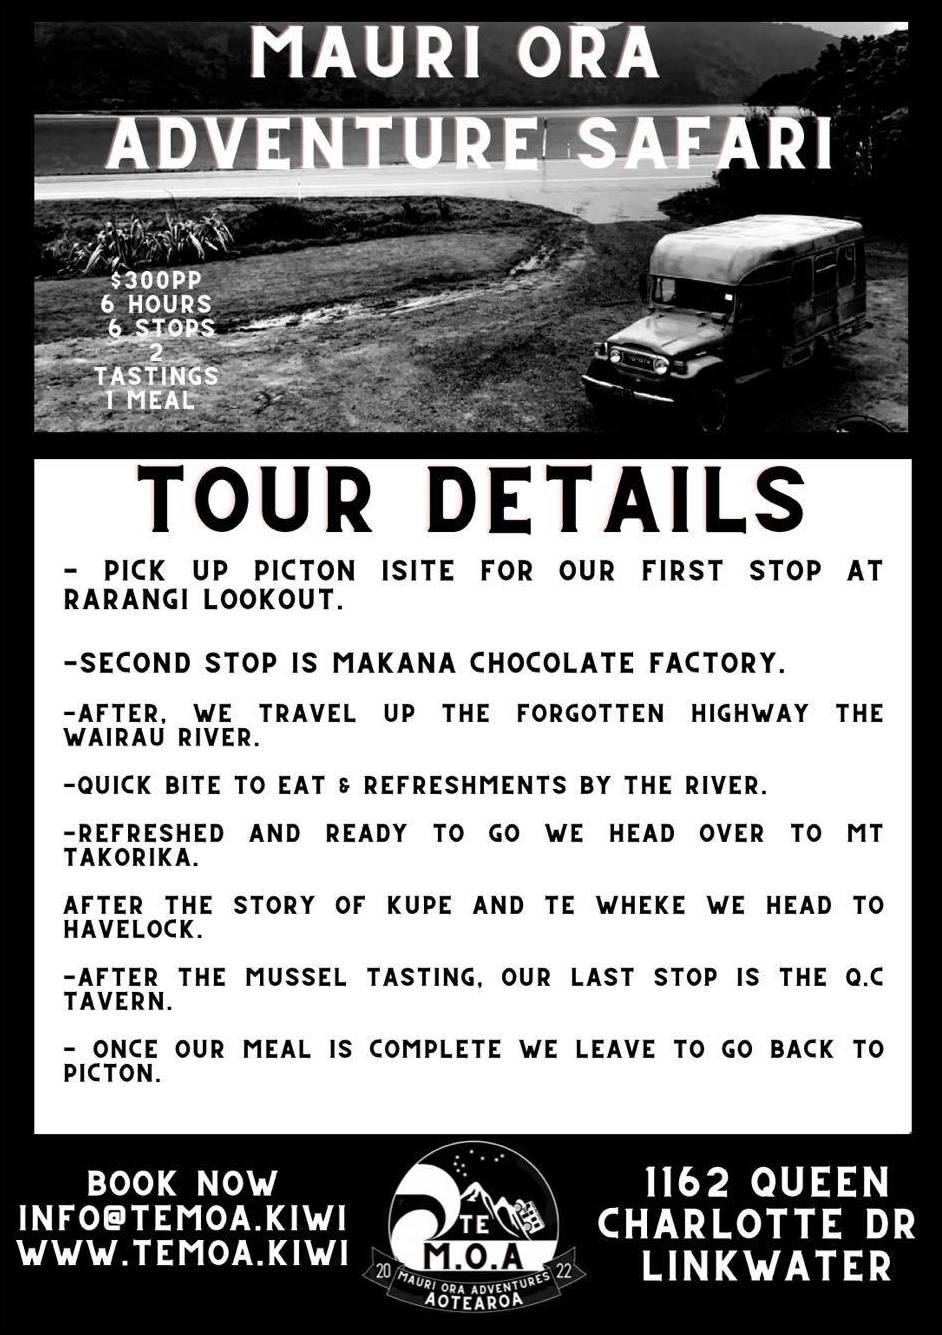 MAURI ORA
ADVENTURE SAFARI
$300PP
6 HOURS
6 STOPS
2
TASTINGS
1 MEAL
TOYOTA
TOUR DETAILS
- PICK UP PICTON ISITE FOR OUR FIRST STOP AT
RARANGI LOOKOUT.
-SECOND STOP IS MAKANA CHOCOLATE FACTORY.
-AFTER, WE TRAVEL UP THE FORGOTTEN HIGHWAY THE
WAIRAU RIVER.
-QUICK BITE TO EAT & REFRESHMENTS BY THE RIVER.
-REFRESHED AND READY TO GO WE HEAD OVER TO MT
TAKORIKA.
AFTER THE STORY OF KUPE AND TE WHEKE WE HEAD TO
HAVELOCK.
-AFTER THE MUSSEL TASTING, OUR LAST STOP IS THE Q.C
TAVERN.
- ONCE OUR MEAL IS COMPLETE WE LEAVE TO GO BACK TO
PICTON.
BOOK NOW
INFO@TEMOA.KIWI
WWW.TEMOA.KIWI
TE
M.O.A
20 MAURI ORA ADVENTURES 22
AOTEAROA
1162 QUEEN
CHARLOTTE DR
LINKWATER